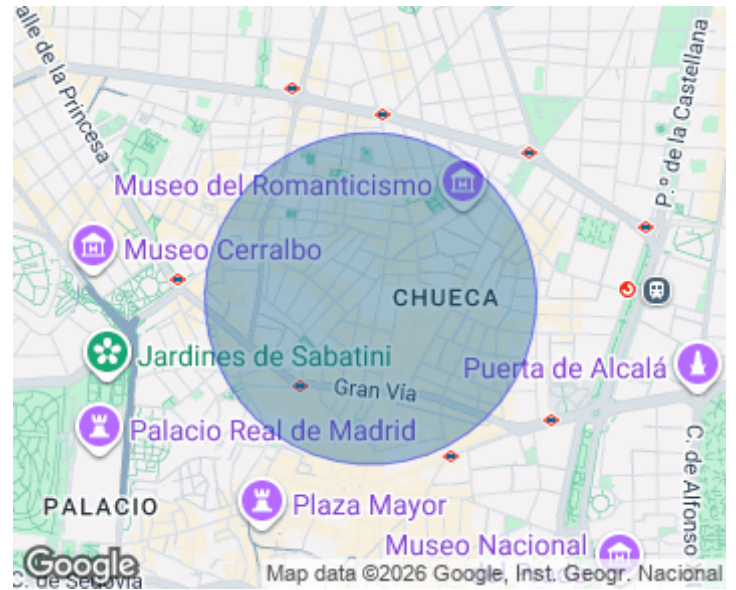 alle de la Princesa
P.º de la Castellana
Museo del Romanticismo
Museo Cerralbo
CHUECA
Jardines de Sabatini
Puerta de Alcalá
Gran Vía
Palacio Real de Madrid
C. de Alfonso X
PALACIO
Plaza Mayor
Museo Nacional
Google
Map data ©2026 Google, Inst. Geogr. Nacional
C. de Segovia